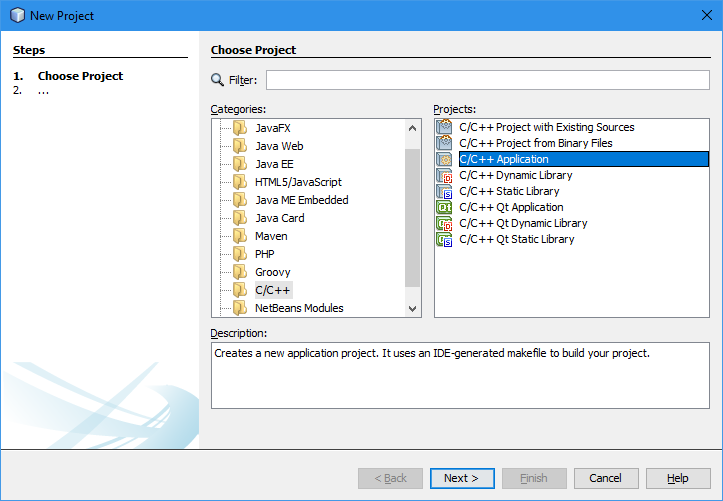 New Project
Steps
1. Choose Project
2. ...
Choose Project
Filter:
Categories:
JavaFX
Java Web
Java EE
HTML5/JavaScript
Java ME Embedded
Java Card
Maven
PHP
Groovy
C/C++
NetBeans Modules
Projects:
C/C++ Project with Existing Sources
C/C++ Project from Binary Files
C/C++ Application
C/C++ Dynamic Library
C/C++ Static Library
C/C++ Qt Application
C/C++ Qt Dynamic Library
C/C++ Qt Static Library
Description:
Creates a new application project. It uses an IDE-generated makefile to build your project.
< Back
Next >
Finish
Cancel
Help